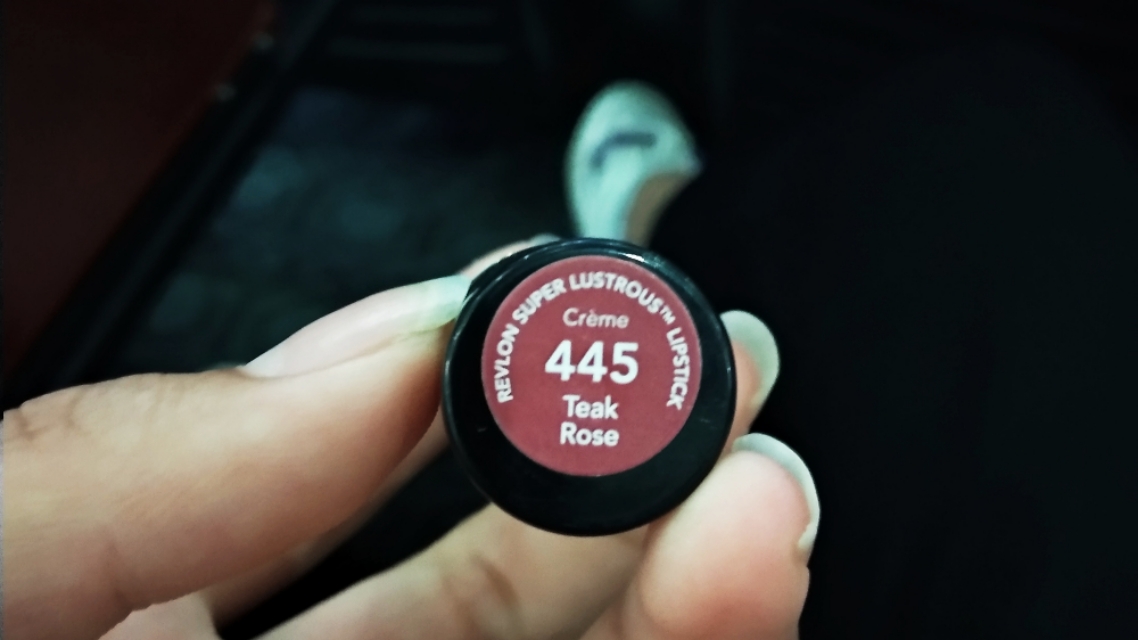 REVLON SUPER LUSTROUS™ LIPSTICK
Crème
445
Teak
Rose